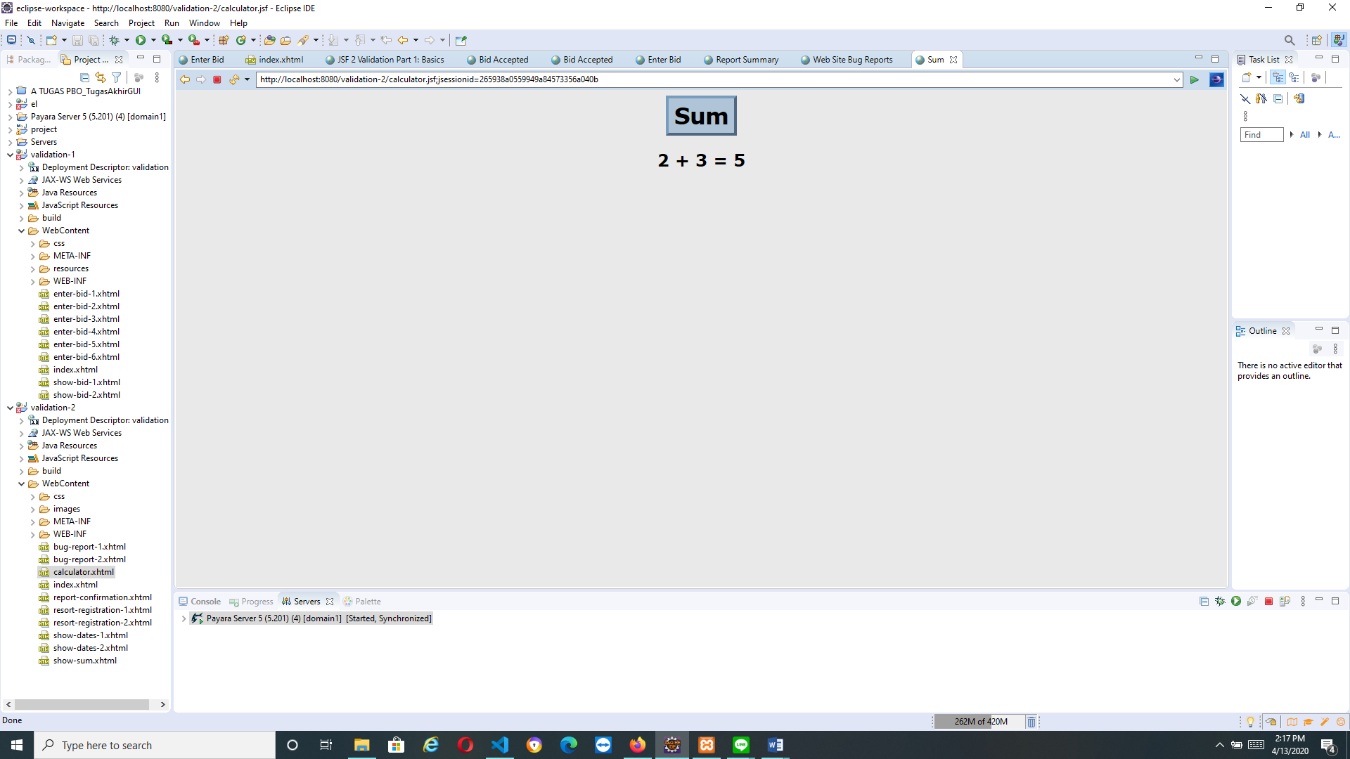 eclipse-workspace - http://localhost:8080/validation-2/calculator.jsf - Eclipse IDE
File Edit Navigate Search Project Run Window Help
Packag... Project ...
Enter Bid index.xhtml JSF 2 Validation Part 1: Basics Bid Accepted Bid Accepted Enter Bid Report Summary Web Site Bug Reports Sum
Task List
http://localhost:8080/validation-2/calculator.jsf;jsessionid=265938a0559949a84573356a040b
A TUGAS PBO_TugasAkhirGUI
el
Payara Server 5 (5.201) (4) [domain1]
project
Servers
validation-1
Deployment Descriptor: validation
JAX-WS Web Services
Java Resources
JavaScript Resources
build
WebContent
css
META-INF
resources
WEB-INF
enter-bid-1.xhtml
enter-bid-2.xhtml
enter-bid-3.xhtml
enter-bid-4.xhtml
enter-bid-5.xhtml
enter-bid-6.xhtml
index.xhtml
show-bid-1.xhtml
show-bid-2.xhtml
validation-2
Deployment Descriptor: validation
JAX-WS Web Services
Java Resources
JavaScript Resources
build
WebContent
css
images
META-INF
WEB-INF
bug-report-1.xhtml
bug-report-2.xhtml
calculator.xhtml
index.xhtml
report-confirmation.xhtml
resort-registration-1.xhtml
resort-registration-2.xhtml
show-dates-1.xhtml
show-dates-2.xhtml
show-sum.xhtml
Sum
2 + 3 = 5
Find All A...
Outline
There is no active editor that
provides an outline.
Console Progress Servers Palette
Payara Server 5 (5.201) (4) [domain1] [Started, Synchronized]
Done
262M of 420M
Type here to search
2:17 PM
4/13/2020
4